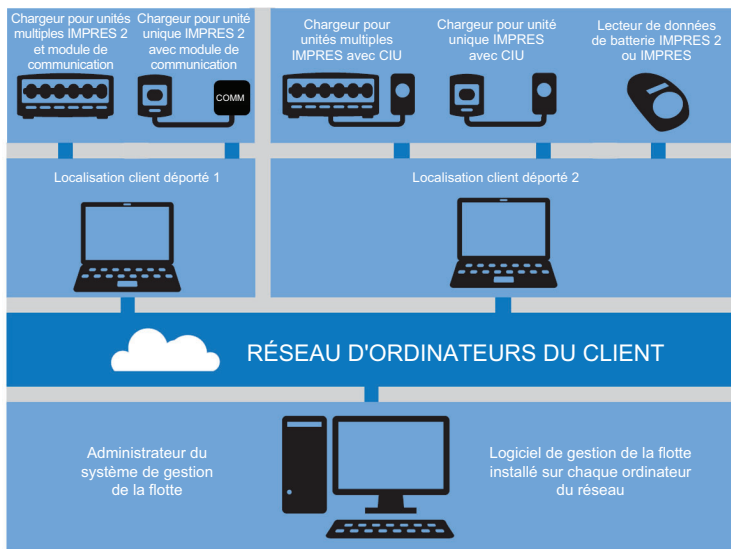 Chargeur pour unités
multiples IMPRES 2
et module de
communication
Chargeur pour unité
unique IMPRES 2
avec module de
communication
COMM
Chargeur pour
unités multiples
IMPRES avec CIU
Chargeur pour unité
unique IMPRES
avec CIU
Lecteur de données
de batterie IMPRES 2
ou IMPRES
Localisation client déporté 1
Localisation client déporté 2
RÉSEAU D'ORDINATEURS DU CLIENT
Administrateur du
système de gestion
de la flotte
Logiciel de gestion de la flotte
installé sur chaque ordinateur
du réseau